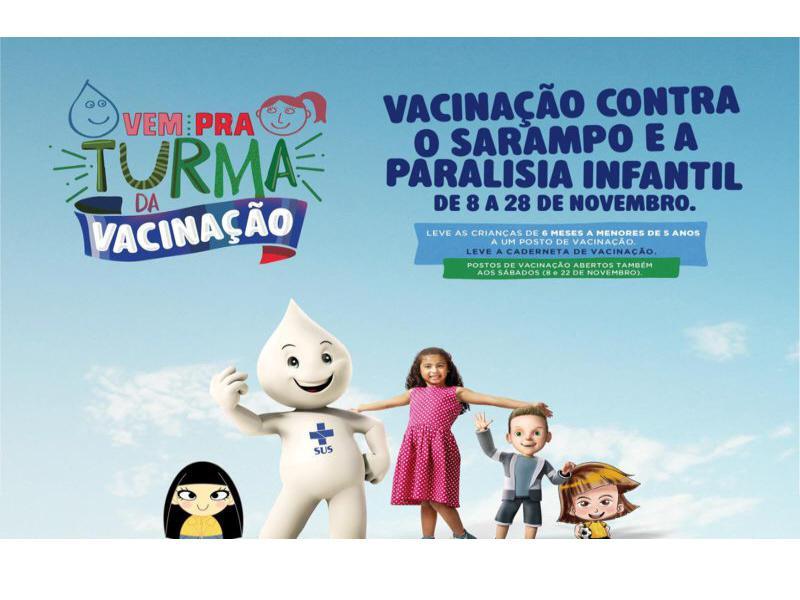 VEM PRA
TURMA
DA
VACINAÇÃO
VACINAÇÃO CONTRA
O SARAMPO E A
PARALISIA INFANTIL
DE 8 A 28 DE NOVEMBRO.
LEVE AS CRIANÇAS DE 6 MESES A MENORES DE 5 ANOS
A UM POSTO DE VACINAÇÃO.
LEVE A CADERNETA DE VACINAÇÃO.
POSTOS DE VACINAÇÃO ABERTOS TAMBÉM
AOS SÁBADOS (8 e 22 DE NOVEMBRO).
SUS